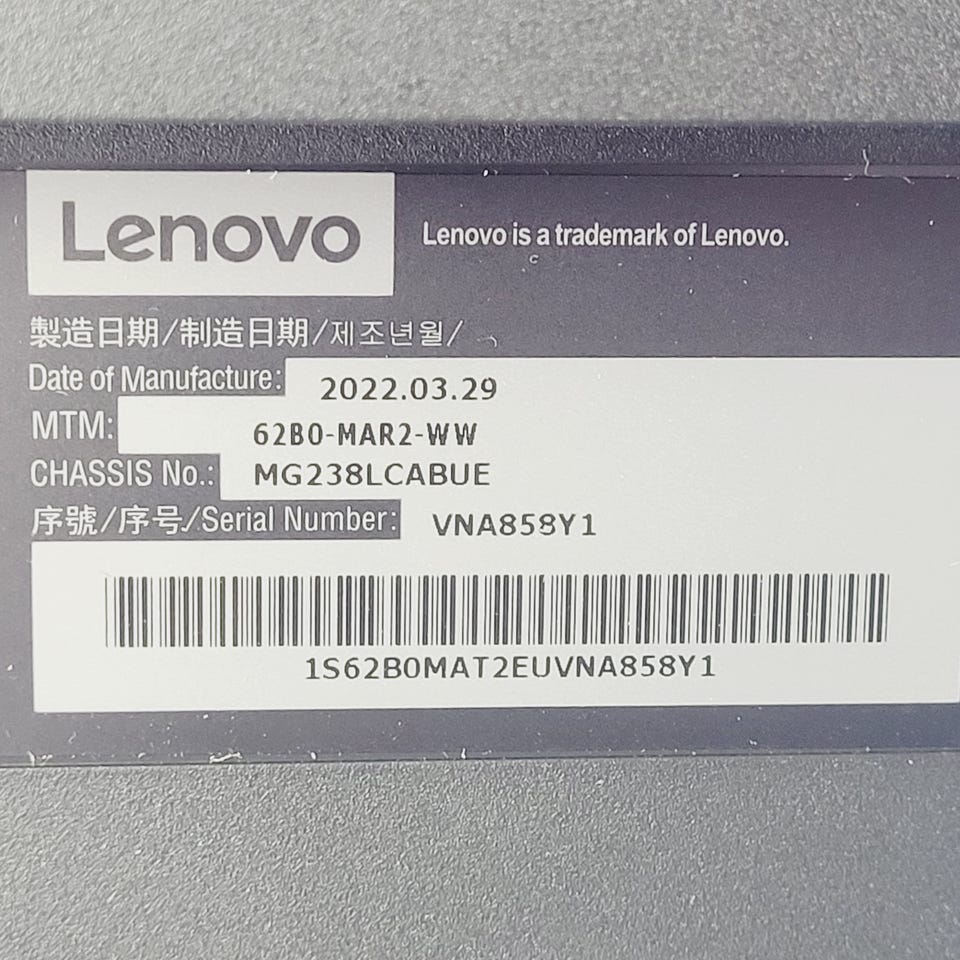 Lenovo
Lenovo is a trademark of Lenovo.
製造日期/制造日期/제조년월/
Date of Manufacture: 2022.03.29
MTM: 62B0-MAR2-WW
CHASSIS No.: MG238LCABUE
序號/序号/Serial Number: VNA858Y1
1S62B0MAT2EUVNA858Y1